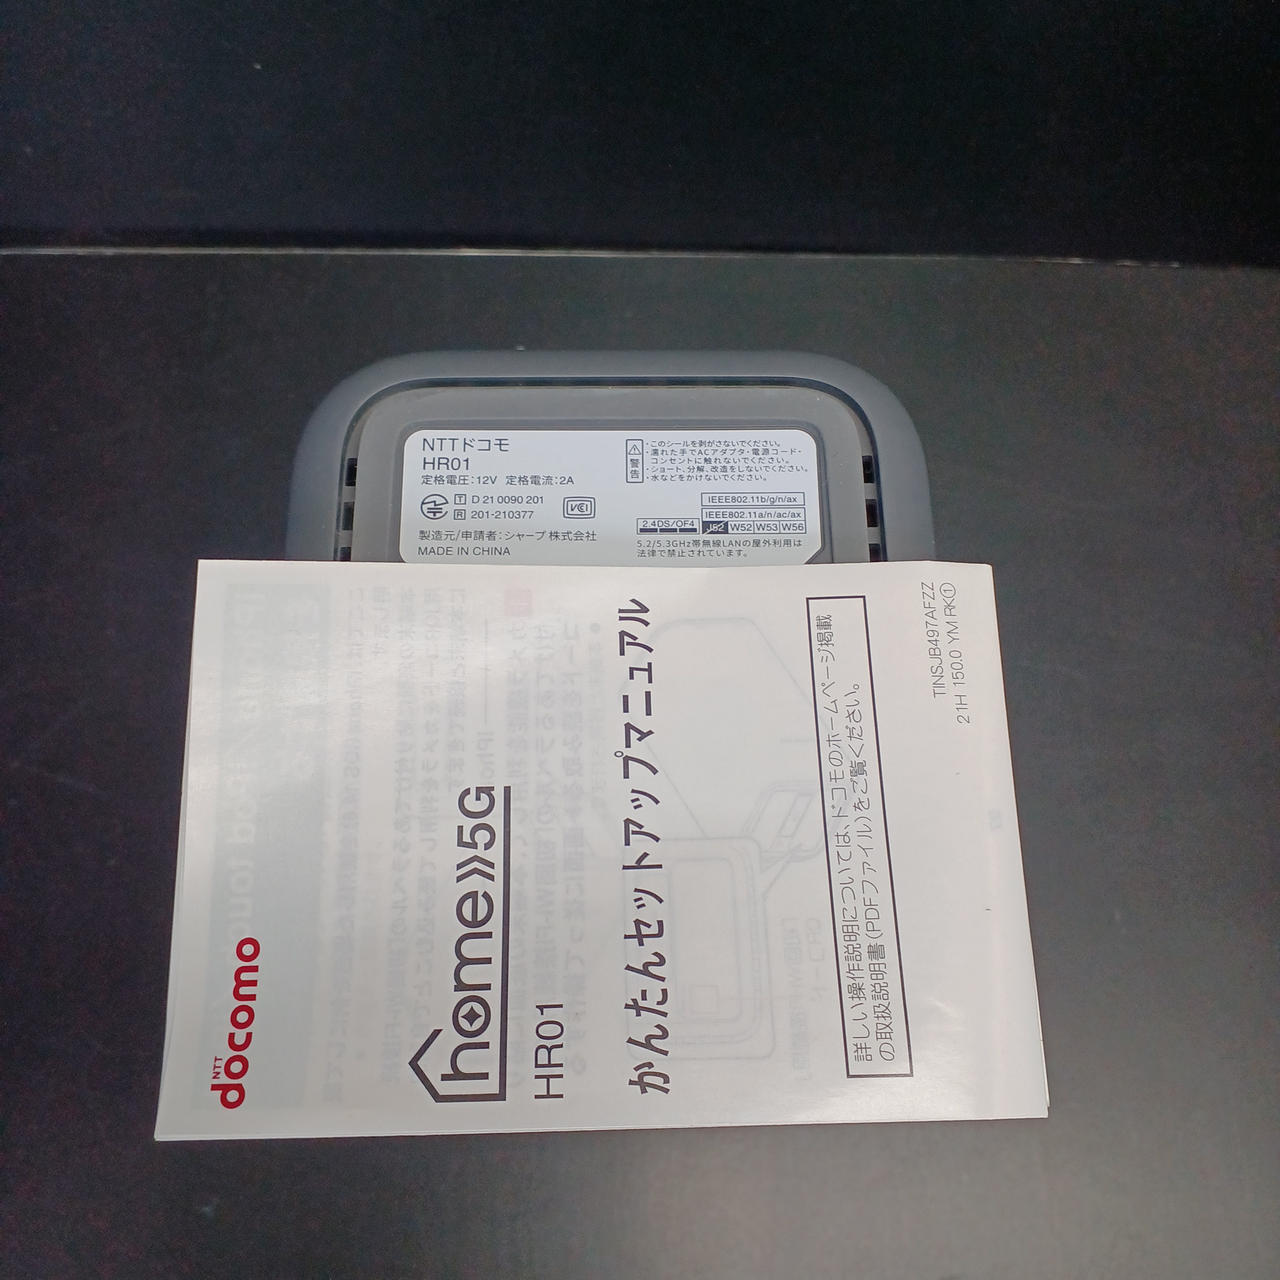 NTTドコモ
HR01
定格電圧:12V 定格電流:2A
T D 21 0090 201
R 201-210377
VCCI
製造元/申請者:シャープ株式会社
MADE IN CHINA
警告
・このシールを剥がさないでください。
・濡れた手でACアダプタ・電源コード・
コンセントに触れないでください。
・ショート、分解、改造をしないでください。
・水などをかけないでください。
IEEE802.11b/g/n/ax
IEEE802.11a/n/ac/ax
2.4DS/OF4
J52 W52 W53 W56
5.2/5.3GHz帯無線LANの屋外利用は
法律で禁止されています。
NTT
docomo
home 5G
HR01
かんたんセットアップマニュアル
詳しい操作説明については、ドコモのホームページ掲載
の取扱説明書(PDFファイル)をご覧ください。
TINSJB497AFZZ
21H 150.0 YM RK①